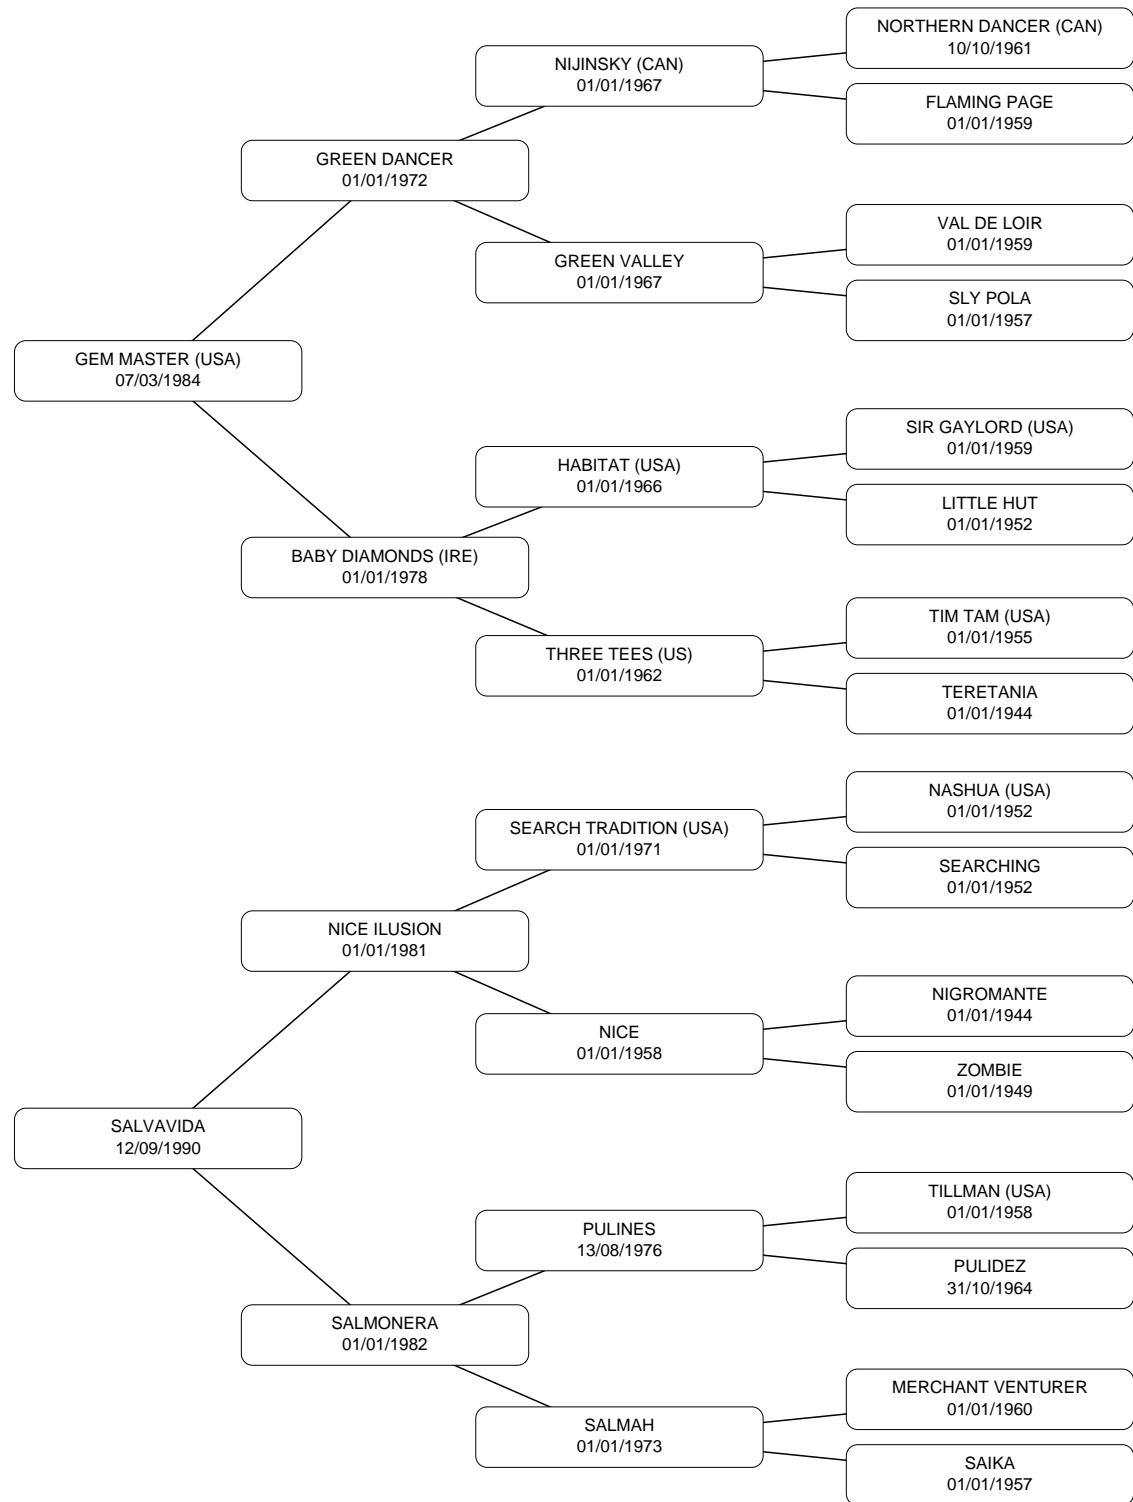 NORTHERN DANCER (CAN)
10/10/1961
NIJINSKY (CAN)
01/01/1967
FLAMING PAGE
01/01/1959
GREEN DANCER
01/01/1972
VAL DE LOIR
01/01/1959
GREEN VALLEY
01/01/1967
SLY POLA
01/01/1957
GEM MASTER (USA)
07/03/1984
SIR GAYLORD (USA)
01/01/1959
HABITAT (USA)
01/01/1966
LITTLE HUT
01/01/1952
BABY DIAMONDS (IRE)
01/01/1978
TIM TAM (USA)
01/01/1955
THREE TEES (US)
01/01/1962
TERETANIA
01/01/1944
NASHUA (USA)
01/01/1952
SEARCH TRADITION (USA)
01/01/1971
SEARCHING
01/01/1952
NICE ILUSION
01/01/1981
NIGROMANTE
01/01/1944
NICE
01/01/1958
ZOMBIE
01/01/1949
SALVAVIDA
12/09/1990
TILLMAN (USA)
01/01/1958
PULINES
13/08/1976
PULIDEZ
31/10/1964
SALMONERA
01/01/1982
MERCHANT VENTURER
01/01/1960
SALMAH
01/01/1973
SAIKA
01/01/1957